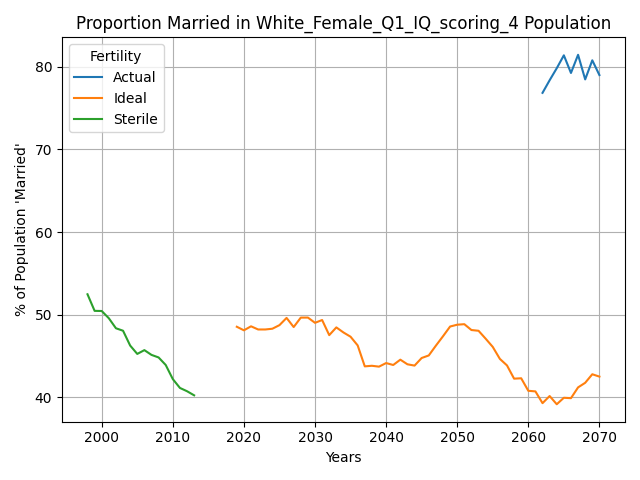 Proportion Married in White_Female_Q1_IQ_scoring_4 Population
Fertility
Actual
Ideal
Sterile
80
70
60
50
40
% of Population 'Married'
2000 2010 2020 2030 2040 2050 2060 2070
Years